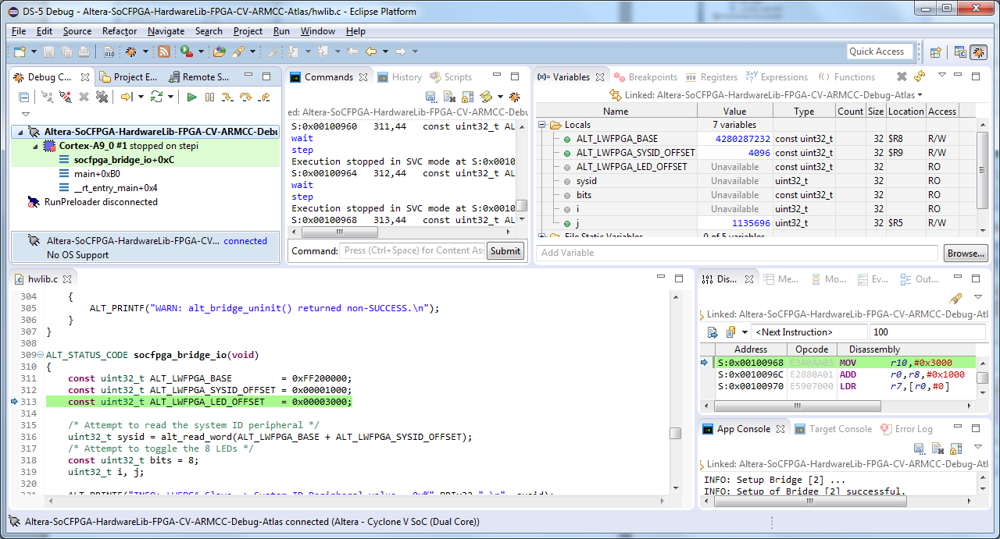 DS-5 Debug - Altera-SoCFPGA-HardwareLib-FPGA-CV-ARMCC-Atlas/hwlib.c - Eclipse Platform
File Edit Source Refactor Navigate Search Project Run Window Help
Quick Access
Debug C... Project E... Remote S...
Altera-SoCFPGA-HardwareLib-FPGA-CV-ARMCC-Debu
Cortex-A9_0 #1 stopped on stepi
socfpga_bridge_io+0xC
main+0xB0
__rt_entry_main+0x4
RunPreloader disconnected
Altera-SoCFPGA-HardwareLib-FPGA-CV... connected
No OS Support
Commands History Scripts
ed: Altera-SoCFPGA-HardwareLib-FPGA-CV-ARMCC-Debu
S:0x00100960 311,44 const uint32_t AL
wait
step
Execution stopped in SVC mode at S:0x0010
S:0x00100964 312,44 const uint32_t AL
wait
step
Execution stopped in SVC mode at S:0x0010
S:0x00100968 313,44 const uint32_t AL
Command: Press (Ctrl+Space) for Content As Submit
(x)= Variables Breakpoints Registers Expressions Functions
Linked: Altera-SoCFPGA-HardwareLib-FPGA-CV-ARMCC-Debug-Atlas
Name Value Type Count Size Location Access
Locals 7 variables
ALT_LWFPGA_BASE 4280287232 const uint32_t 32 $R8 R/W
ALT_LWFPGA_SYSID_OFFSET 4096 const uint32_t 32 $R9 R/W
ALT_LWFPGA_LED_OFFSET Unavailable const uint32_t 32 RO
sysid Unavailable uint32_t 32 RO
bits Unavailable const uint32_t 32 RO
i Unavailable uint32_t 32 RO
j 1135696 uint32_t 32 $R5 R/W
File Static Variables 0 of 5 variables
Add Variable Browse...
hwlib.c
304 {
305 ALT_PRINTF("WARN: alt_bridge_uninit() returned non-SUCCESS.\n");
306 }
307 }
308
309 ALT_STATUS_CODE socfpga_bridge_io(void)
310 {
311 const uint32_t ALT_LWFPGA_BASE = 0xFF200000;
312 const uint32_t ALT_LWFPGA_SYSID_OFFSET = 0x00001000;
313 const uint32_t ALT_LWFPGA_LED_OFFSET = 0x00003000;
314
315 /* Attempt to read the system ID peripheral */
316 uint32_t sysid = alt_read_word(ALT_LWFPGA_BASE + ALT_LWFPGA_SYSID_OFFSET);
317 /* Attempt to toggle the 8 LEDs */
318 const uint32_t bits = 8;
319 uint32_t i, j;
320
321 ALT_PRINTF("INFO: LWFPGA Slave => System ID Peripheral value = 0x%" PRIx32 ".\n", sysid);
Dis... Me... Mo... Ev... Out...
Linked: Altera-SoCFPGA-HardwareLib-FPGA-CV-ARMCC-Debug-Atl
<Next Instruction> 100
Address Opcode Disassembly
S:0x00100968 E3A0AA03 MOV r10,#0x3000
S:0x0010096C E2880A01 ADD r0,r8,#0x1000
S:0x00100970 E5907000 LDR r7,[r0,#0]
App Console Target Console Error Log
Linked: Altera-SoCFPGA-HardwareLib-FPGA-CV-ARMCC-Debug-Atl
INFO: Setup Bridge [2] ...
INFO: Setup of Bridge [2] successful.
Altera-SoCFPGA-HardwareLib-FPGA-CV-ARMCC-Debug-Atlas connected (Altera - Cyclone V SoC (Dual Core))